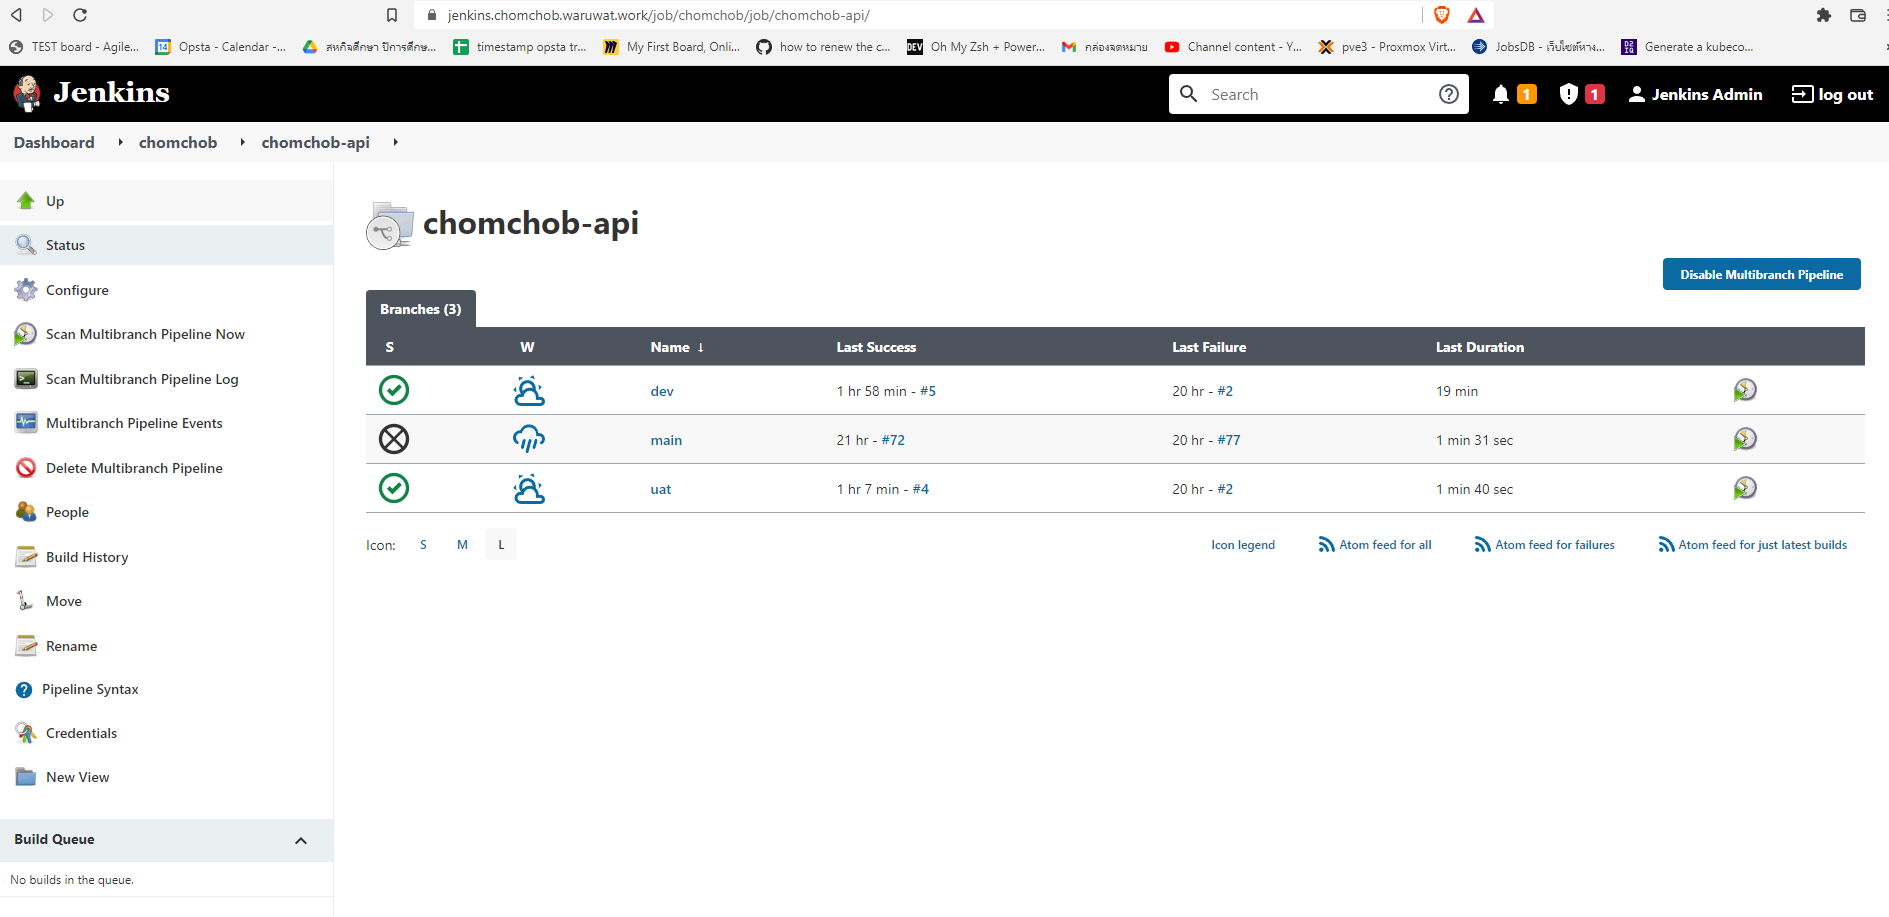 jenkins.chomchob.waruwat.work/job/chomchob/job/chomchob-api/
TEST board - Agile... 14 Opsta - Calendar -... สหกิจศึกษา ปีการศึกษ... timestamp opsta tr... My First Board, Onli... how to renew the c... DEV Oh My Zsh + Power... กล่องจดหมาย Channel content - Y... pve3 - Proxmox Virt... JobsDB - เว็บไซต์หาง... D2 IQ Generate a kubeco...
Jenkins Search 1 1 Jenkins Admin log out
Dashboard chomchob chomchob-api
Up
Status
Configure
Scan Multibranch Pipeline Now
Scan Multibranch Pipeline Log
Multibranch Pipeline Events
Delete Multibranch Pipeline
People
Build History
Move
Rename
Pipeline Syntax
Credentials
New View
Build Queue
No builds in the queue.
chomchob-api
Disable Multibranch Pipeline
Branches (3)
S W Name ↓ Last Success Last Failure Last Duration
dev 1 hr 58 min - #5 20 hr - #2 19 min
main 21 hr - #72 20 hr - #77 1 min 31 sec
uat 1 hr 7 min - #4 20 hr - #2 1 min 40 sec
Icon: S M L Icon legend Atom feed for all Atom feed for failures Atom feed for just latest builds